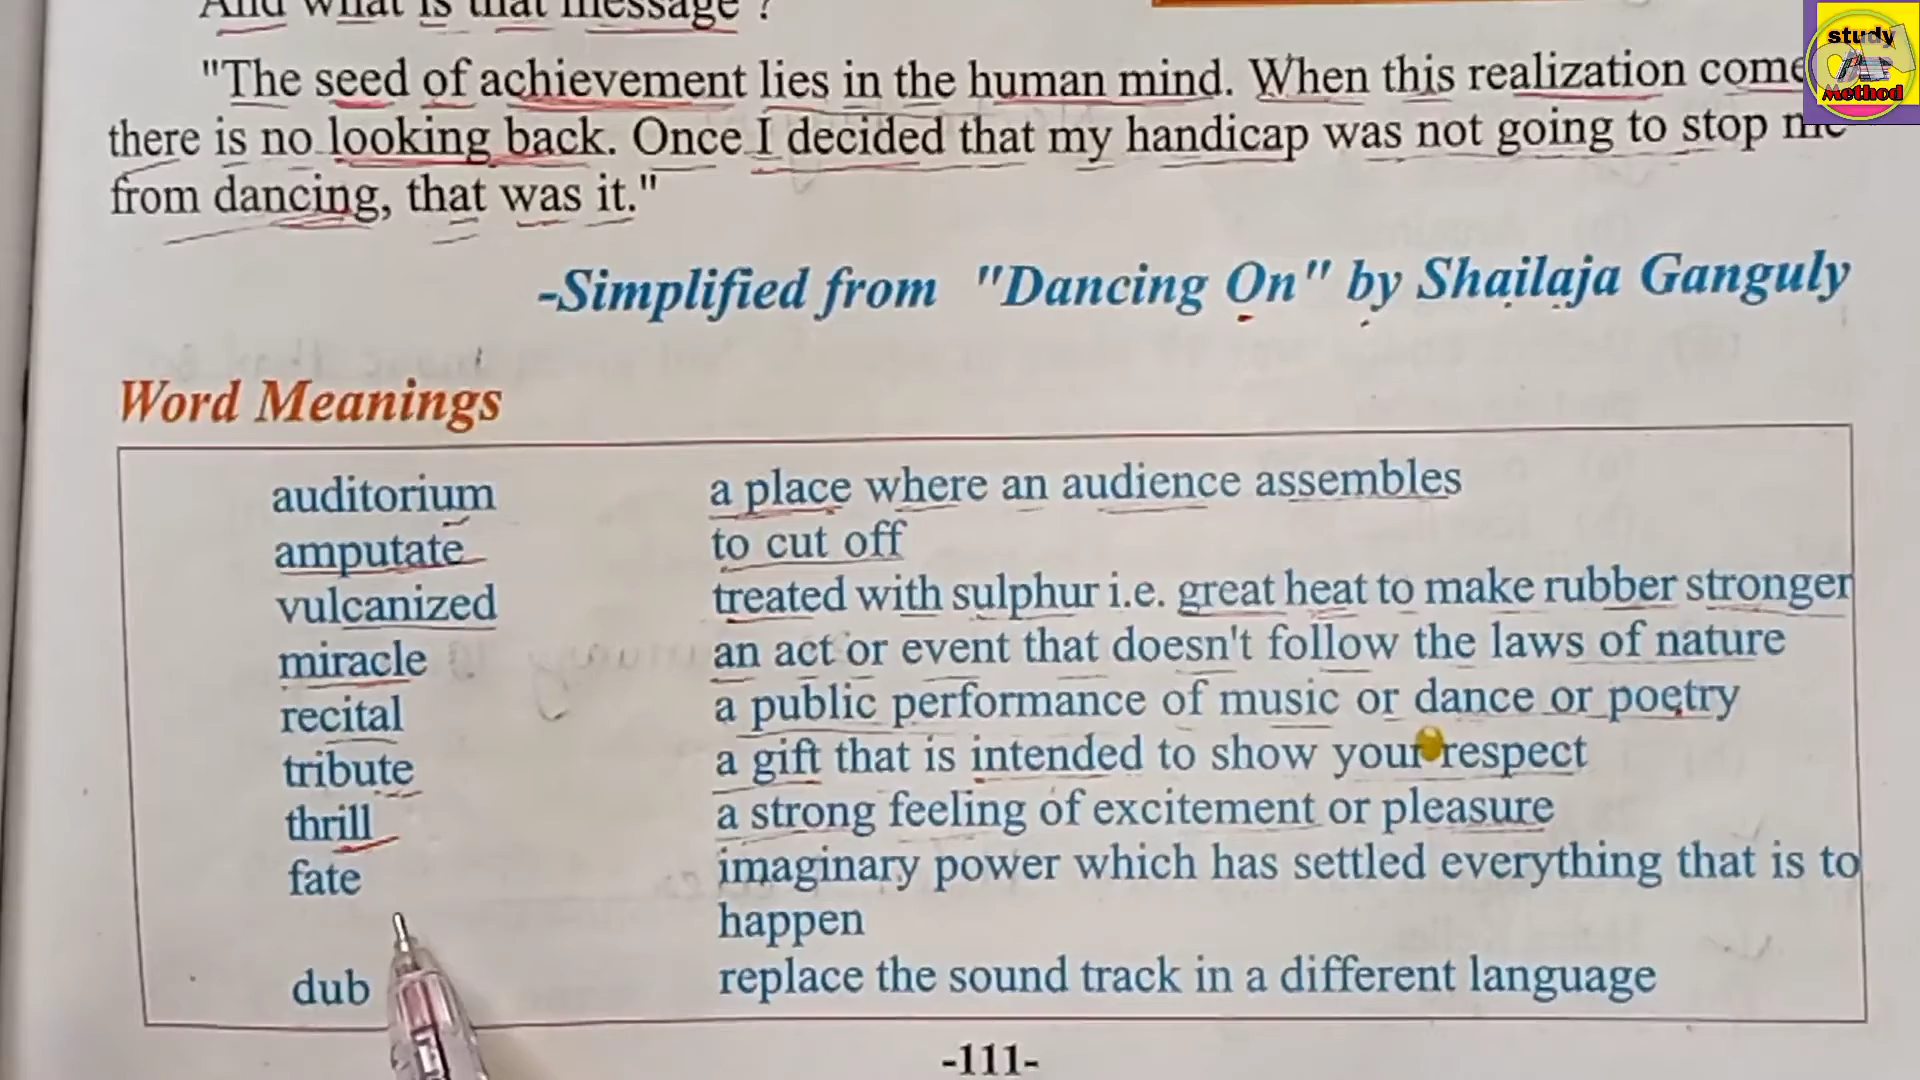 And what is that message ?
"The seed of achievement lies in the human mind. When this realization come
there is no looking back. Once I decided that my handicap was not going to stop me
from dancing, that was it."
-Simplified from "Dancing On" by Shailaja Ganguly
Word Meanings
auditorium a place where an audience assembles
amputate to cut off
vulcanized treated with sulphur i.e. great heat to make rubber stronger
miracle an act or event that doesn't follow the laws of nature
recital a public performance of music or dance or poetry
tribute a gift that is intended to show your respect
thrill a strong feeling of excitement or pleasure
fate imaginary power which has settled everything that is to
happen
dub replace the sound track in a different language
-111-
study
Method